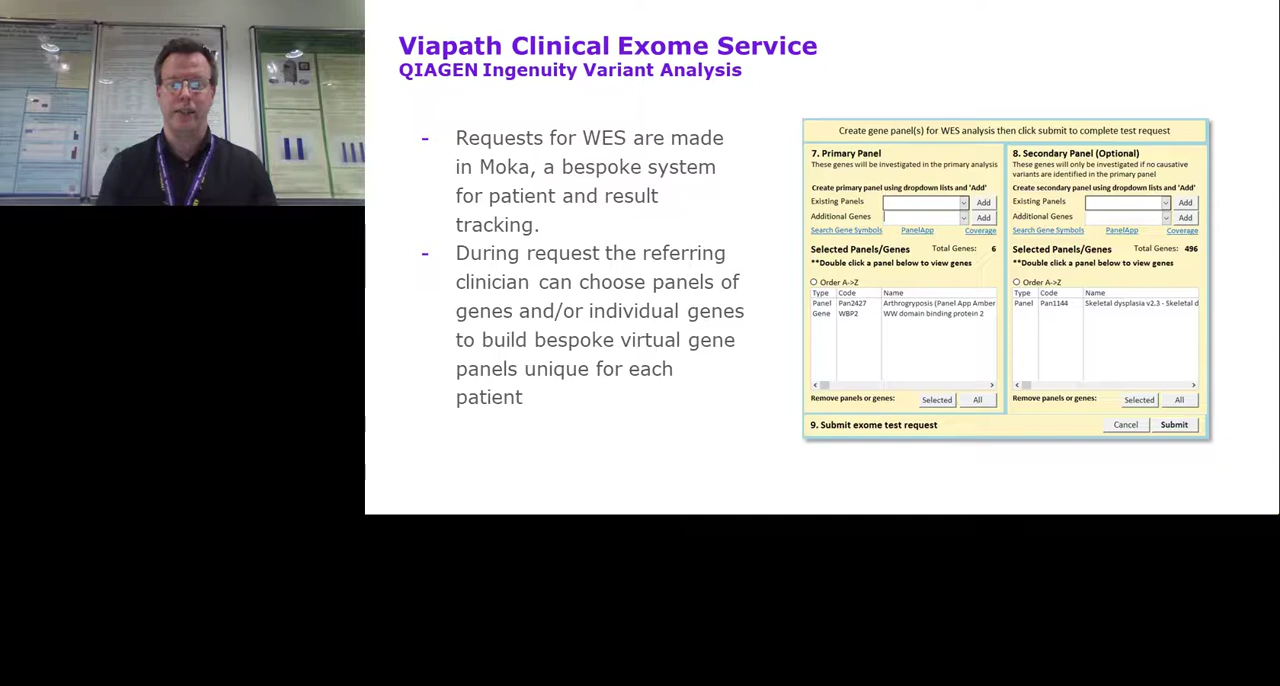 Viapath Clinical Exome Service
QIAGEN Ingenuity Variant Analysis
- Requests for WES are made
in Moka, a bespoke system
for patient and result
tracking.
- During request the referring
clinician can choose panels of
genes and/or individual genes
to build bespoke virtual gene
panels unique for each
patient
Create gene panel(s) for WES analysis then click submit to complete test request
7. Primary Panel
These genes will be investigated in the primary analysis
Create primary panel using dropdown lists and 'Add'
Existing Panels Add
Additional Genes Add
Search Gene Symbols PanelApp Coverage
Selected Panels/Genes Total Genes: 6
**Double click a panel below to view genes
Order A->Z
Type Code Name
Panel Pan2427 Arthrogryposis (Panel App Amber
Gene WBP2 WW domain binding protein 2
Remove panels or genes: Selected All
8. Secondary Panel (Optional)
These genes will only be investigated if no causative
variants are identified in the primary panel
Create secondary panel using dropdown lists and 'Add'
Existing Panels Add
Additional Genes Add
Search Gene Symbols PanelApp Coverage
Selected Panels/Genes Total Genes: 496
**Double click a panel below to view genes
Order A->Z
Type Code Name
Panel Pan1144 Skeletal dysplasia v2.3 - Skeletal d
Remove panels or genes: Selected All
9. Submit exome test request Cancel Submit